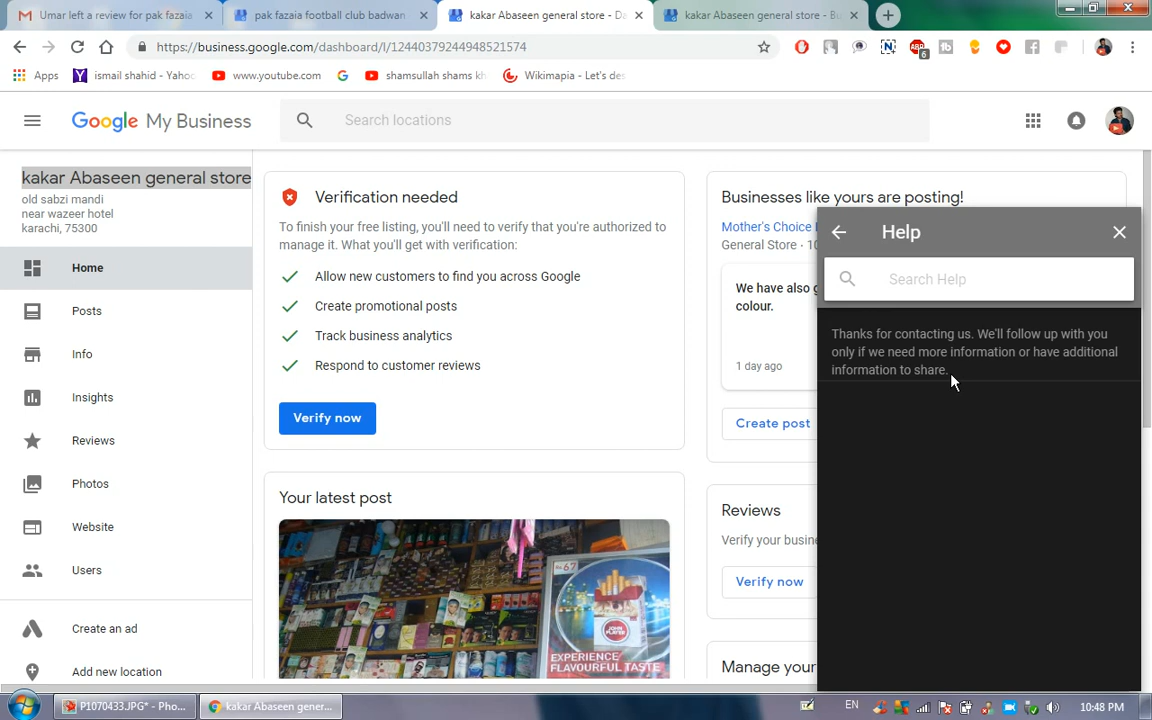 Umar left a review for pak fazaia
pak fazaia football club badwan
kakar Abaseen general store - Da
kakar Abaseen general store - Bu
https://business.google.com/dashboard/l/12440379244948521574
Apps
ismail shahid - Yahoo
www.youtube.com
shamsullah shams kh
Wikimapia - Let's des
Google My Business
Search locations
kakar Abaseen general store
old sabzi mandi
near wazeer hotel
karachi, 75300
Home
Posts
Info
Insights
Reviews
Photos
Website
Users
Create an ad
Add new location
Verification needed
To finish your free listing, you'll need to verify that you're authorized to
manage it. What you'll get with verification:
Allow new customers to find you across Google
Create promotional posts
Track business analytics
Respond to customer reviews
Verify now
Your latest post
No 67
JOHN PLAYER
EXPERIENCE
FLAVOURFUL TASTE
Businesses like yours are posting!
Mother's Choice
General Store · 10
We have also g
colour.
1 day ago
Create post
Reviews
Verify your busine
Verify now
Manage your
Help
Search Help
Thanks for contacting us. We'll follow up with you
only if we need more information or have additional
information to share.
P1070433.JPG* - Pho...
kakar Abaseen gener...
EN
10:48 PM